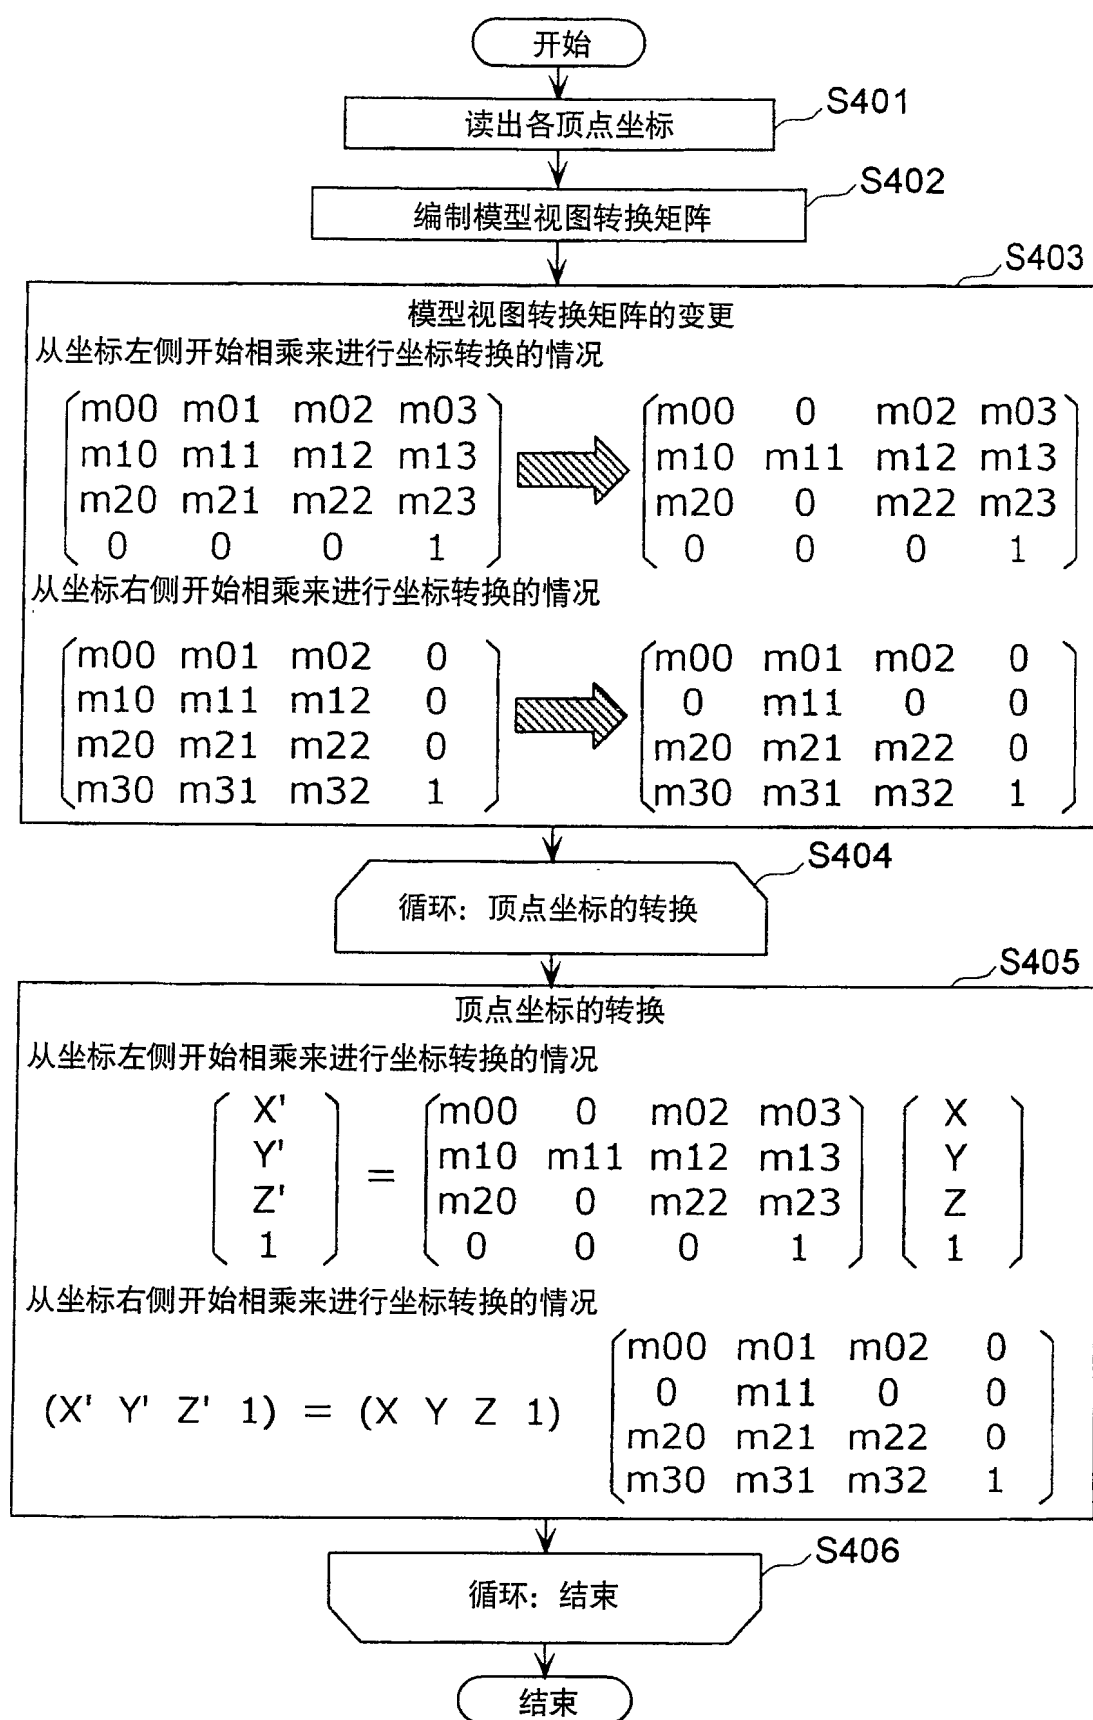 开始
S401
读出各顶点坐标
S402
编制模型视图转换矩阵
S403
模型视图转换矩阵的变更
从坐标左侧开始相乘来进行坐标转换的情况
m00 m01 m02 m03 m00 0 m02 m03
m10 m11 m12 m13 m10 m11 m12 m13
m20 m21 m22 m23 m20 0 m22 m23
0 0 0 1 0 0 0 1
从坐标右侧开始相乘来进行坐标转换的情况
m00 m01 m02 0 m00 m01 m02 0
m10 m11 m12 0 0 m11 0 0
m20 m21 m22 0 m20 m21 m22 0
m30 m31 m32 1 m30 m31 m32 1
S404
循环：顶点坐标的转换
S405
顶点坐标的转换
从坐标左侧开始相乘来进行坐标转换的情况
X' m00 0 m02 m03 X
Y' = m10 m11 m12 m13 Y
Z' m20 0 m22 m23 Z
1 0 0 0 1 1
从坐标右侧开始相乘来进行坐标转换的情况
m00 m01 m02 0
(X' Y' Z' 1) = (X Y Z 1) 0 m11 0 0
m20 m21 m22 0
m30 m31 m32 1
S406
循环：结束
结束